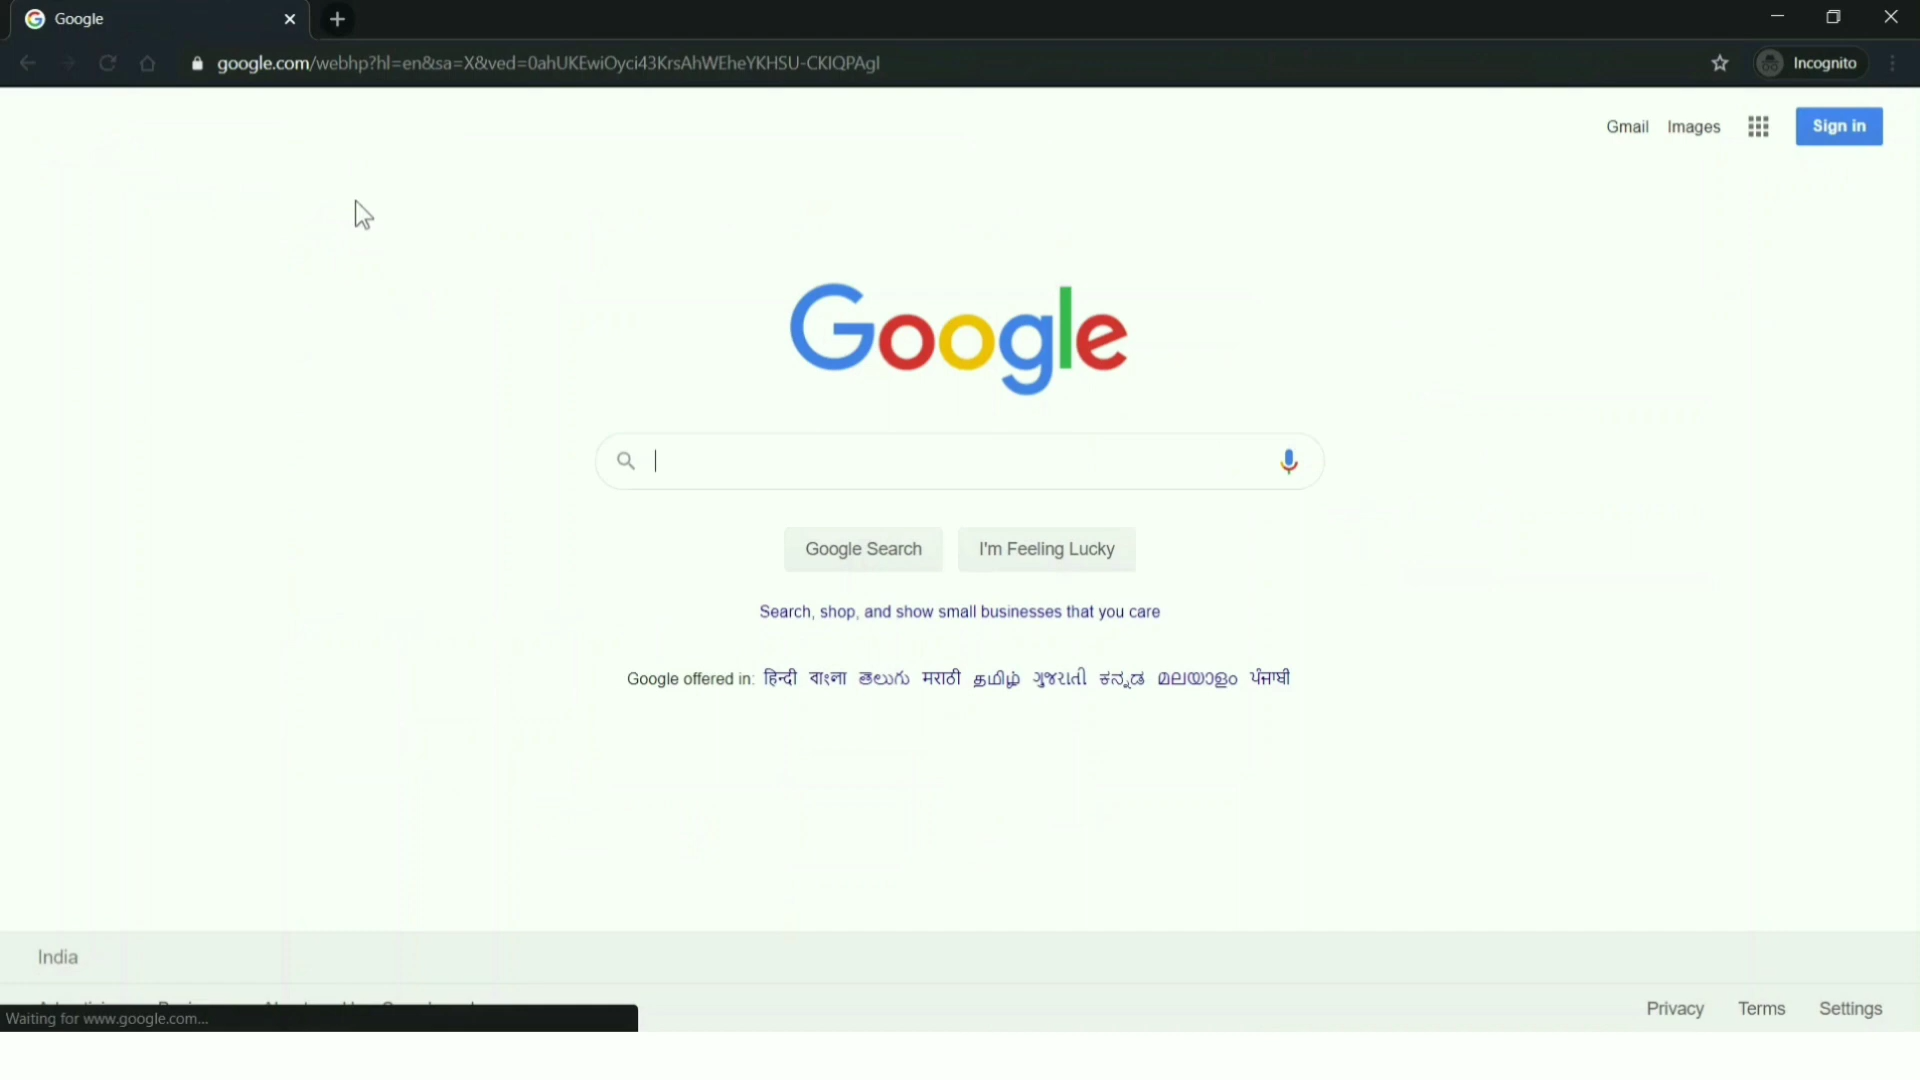 Google
google.com/webhp?hl=en&sa=X&ved=0ahUKEwiOyci43KrsAhWEheYKHSU-CKIQPAgI
Incognito
Gmail Images Sign in
Google
Google Search I'm Feeling Lucky
Search, shop, and show small businesses that you care
Google offered in: हिन्दी বাংলা తెలుగు मराठी தமிழ் ગુજરાતી ಕನ್ನಡ മലയാളം ਪੰਜਾਬੀ
India
Privacy Terms Settings
Waiting for www.google.com...